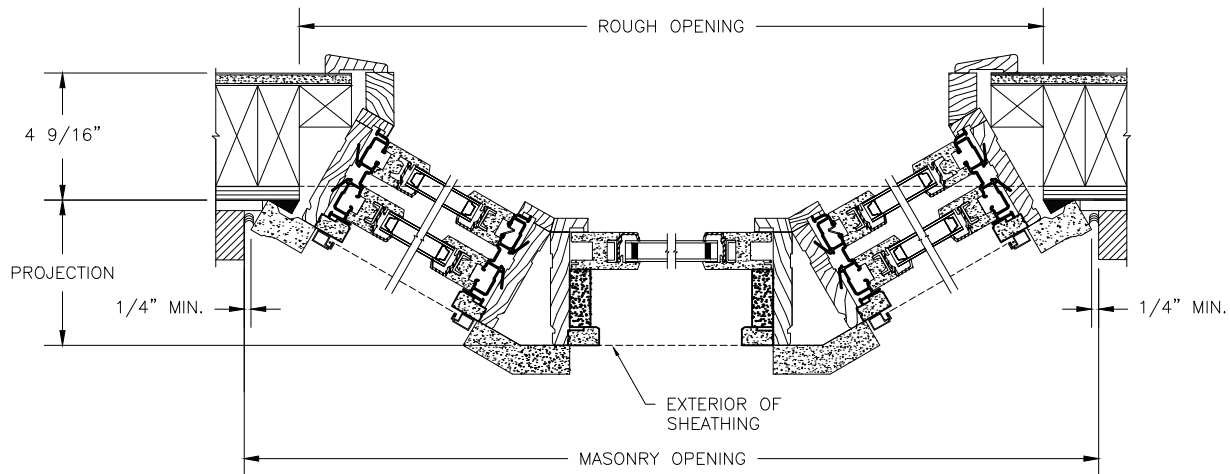 ROUGH OPENING
4 9/16”
PROJECTION
1/4” MIN.
1/4” MIN.
EXTERIOR OF
SHEATHING
MASONRY OPENING